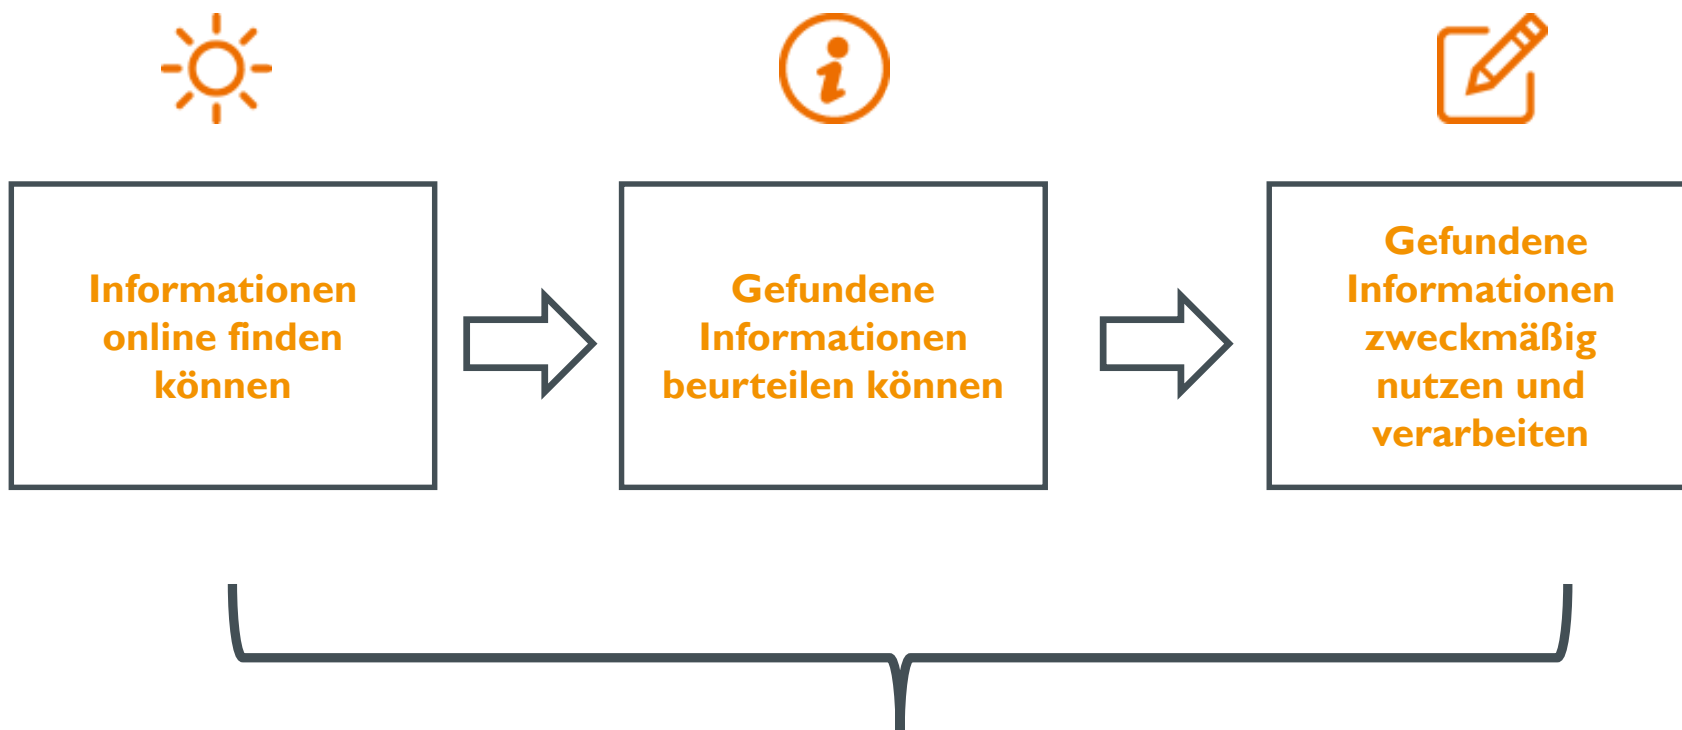 Informationen
online finden
können
Gefundene
Informationen
beurteilen können
Gefundene
Informationen
zweckmäßig
nutzen und
verarbeiten